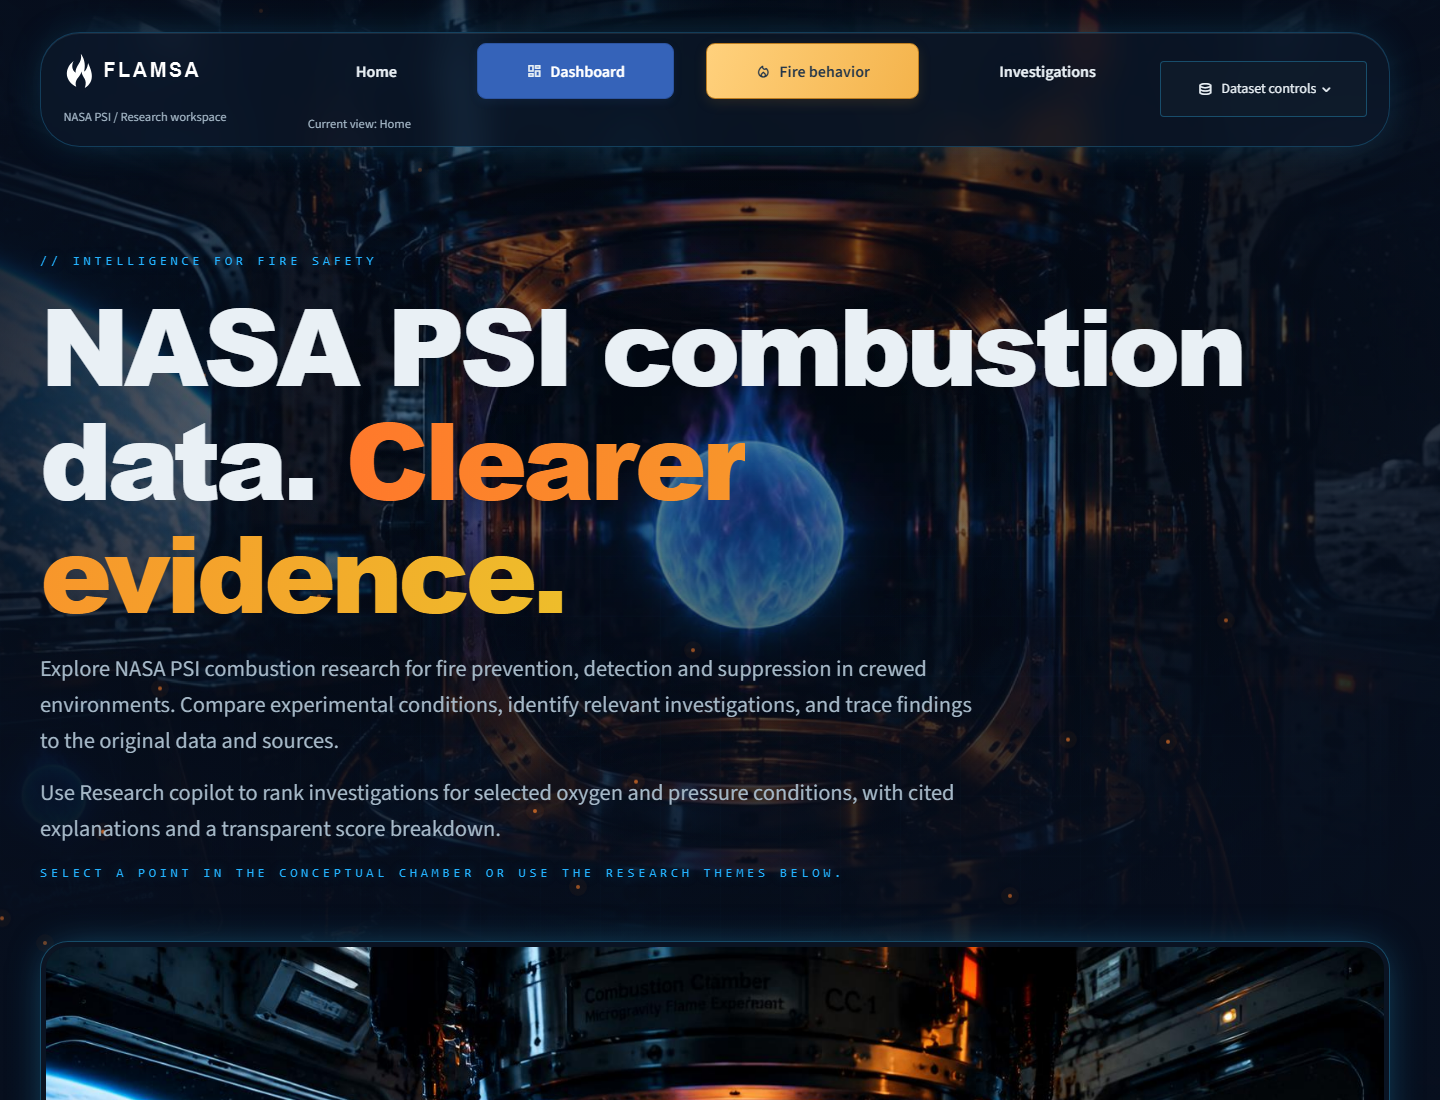 FLAMSA
NASA PSI / Research workspace
Home
Dashboard
Fire behavior
Investigations
Dataset controls
Current view: Home
// INTELLIGENCE FOR FIRE SAFETY
NASA PSI combustion
data. Clearer
evidence.
Explore NASA PSI combustion research for fire prevention, detection and suppression in crewed
environments. Compare experimental conditions, identify relevant investigations, and trace findings
to the original data and sources.
Use Research copilot to rank investigations for selected oxygen and pressure conditions, with cited
explanations and a transparent score breakdown.
SELECT A POINT IN THE CONCEPTUAL CHAMBER OR USE THE RESEARCH THEMES BELOW.
Combustion Ctamber
Microgravity Flame Experiment
CC-1